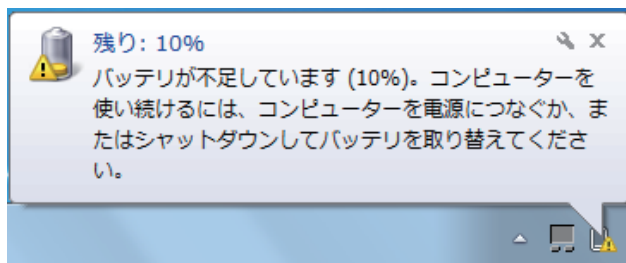 残り: 10%
バッテリが不足しています (10%)。コンピューターを
使い続けるには、コンピューターを電源につなぐか、ま
たはシャットダウンしてバッテリを取り替えてくださ
い。